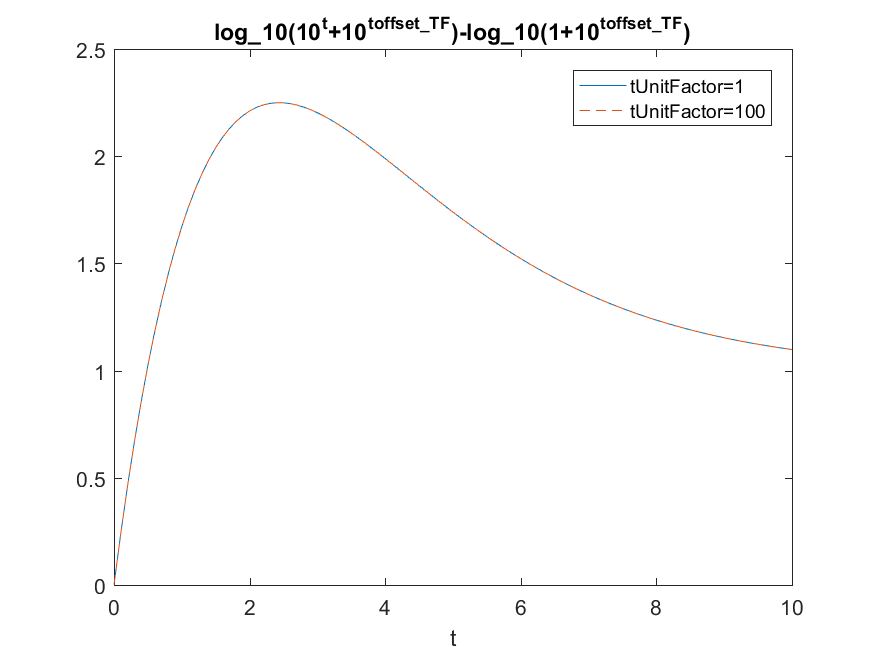 log_10(10^t+10^toffset_TF)-log_10(1+10^toffset_TF)
2.5
tUnitFactor=1
tUnitFactor=100
2
1.5
1
0.5
0
0 2 4 6 8 10
t